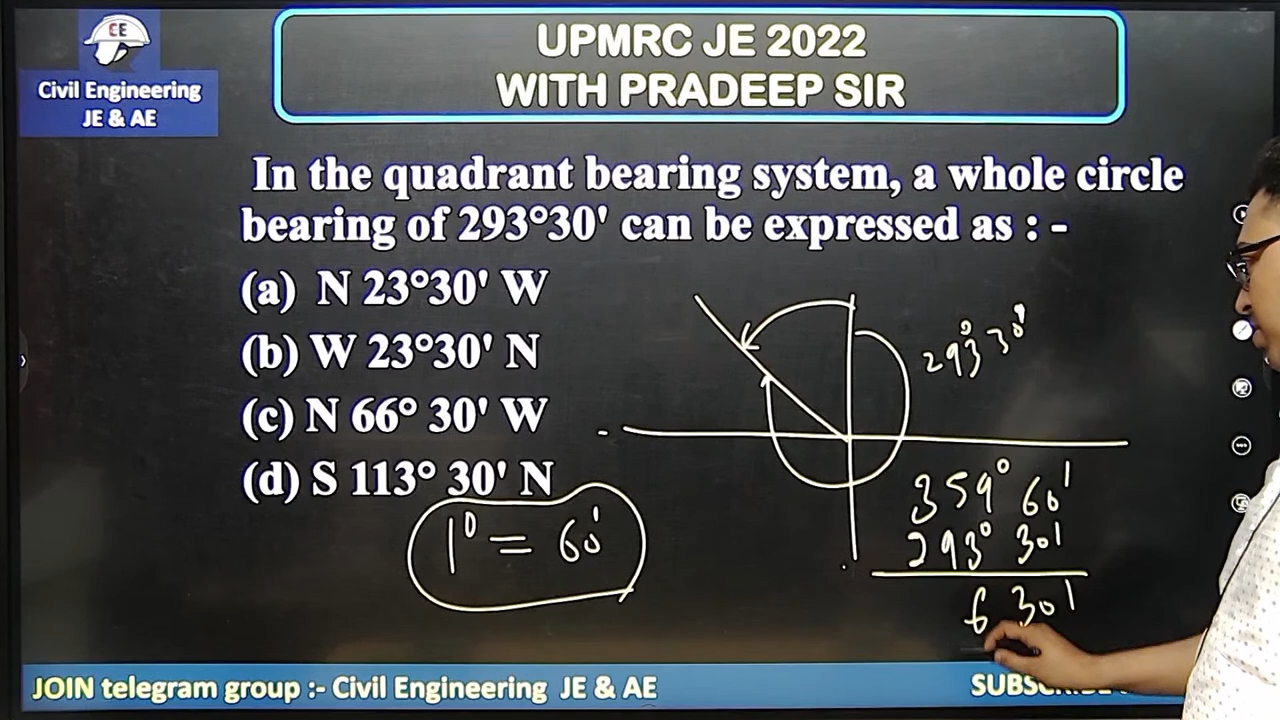 CE
Civil Engineering
JE & AE
UPMRC JE 2022
WITH PRADEEP SIR
In the quadrant bearing system, a whole circle
bearing of 293°30' can be expressed as : -
(a) N 23°30' W
(b) W 23°30' N
(c) N 66° 30' W
(d) S 113° 30' N
293° 30'
1° = 60'
359° 60'
293° 30'
6 30'
JOIN telegram group :- Civil Engineering JE & AE